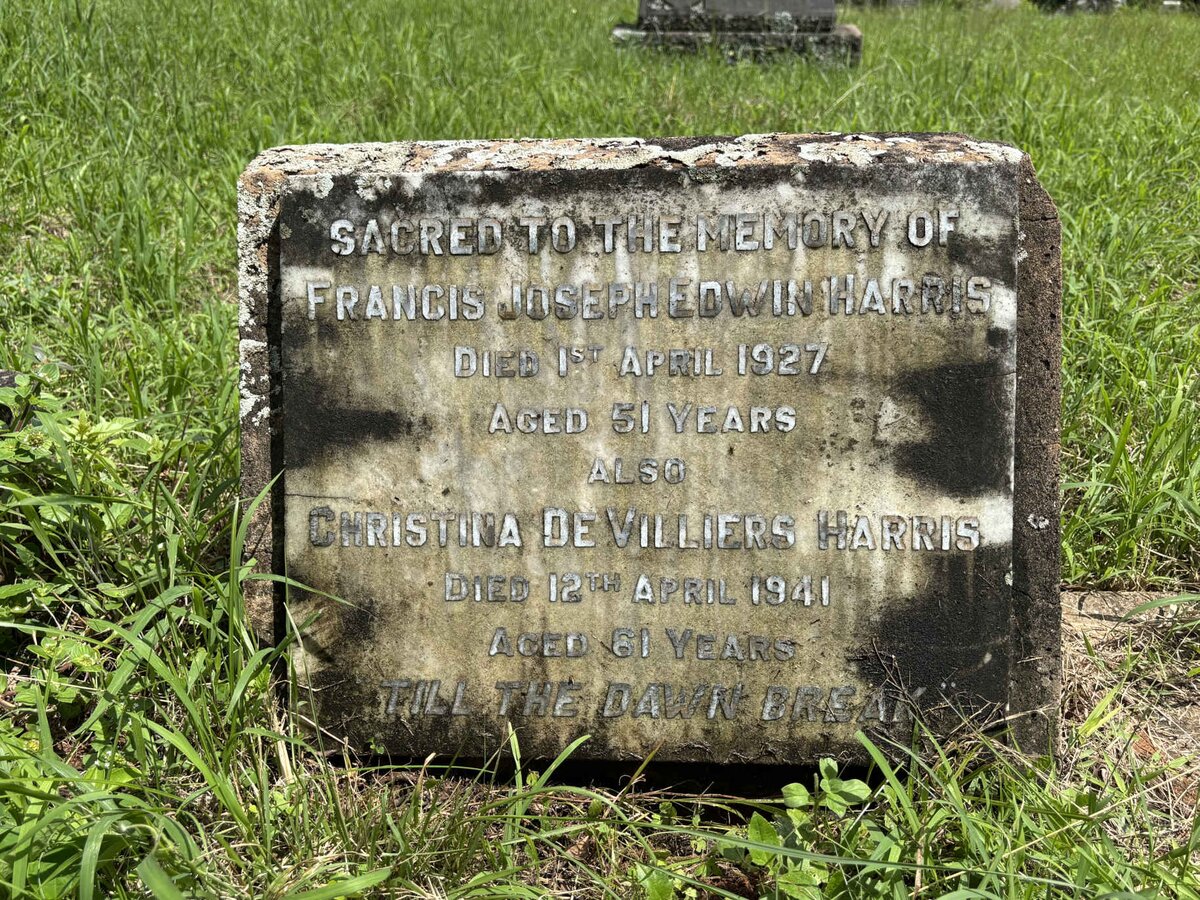 SACRED TO THE MEMORY OF
FRANCIS JOSEPH EDWIN HARRIS
DIED 1ST APRIL 1927
AGED 51 YEARS
ALSO
CHRISTINA DE VILLIERS HARRIS
DIED 12TH APRIL 1941
AGED 61 YEARS
"TILL THE DAWN BREAK"